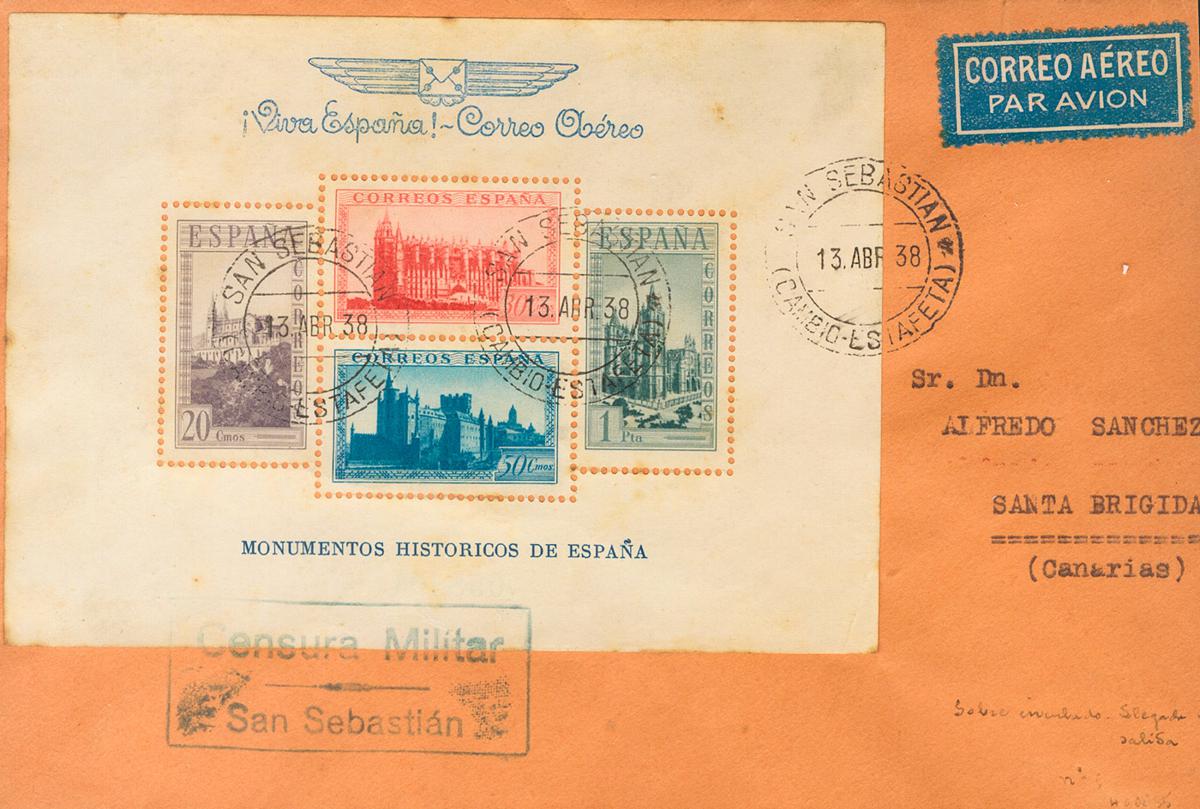 ¡Viva España!~Correo Aéreo
CORREO AÉREO
PAR AVION
CORREOS ESPAÑA
30
ESPAÑA
CORREOS
20 Cmos
ESPAÑA
CORREOS
1 Pta
CORREOS ESPAÑA
50 Cmos
SAN SEBASTIAN
13.ABR 38
(CAMBIO-ESTAFETA)
SAN SEBASTIAN
13.ABR.38
(CAMBIO-ESTAFETA)
SAN SEBASTIAN
13.ABR 38
(CAMBIO-ESTAFETA)
MONUMENTOS HISTORICOS DE ESPAÑA
Sr. Dn.
ALFREDO SANCHEZ
SANTA BRIGIDA
(Canarias)
Censura Militar
San Sebastián
Sobre
salida